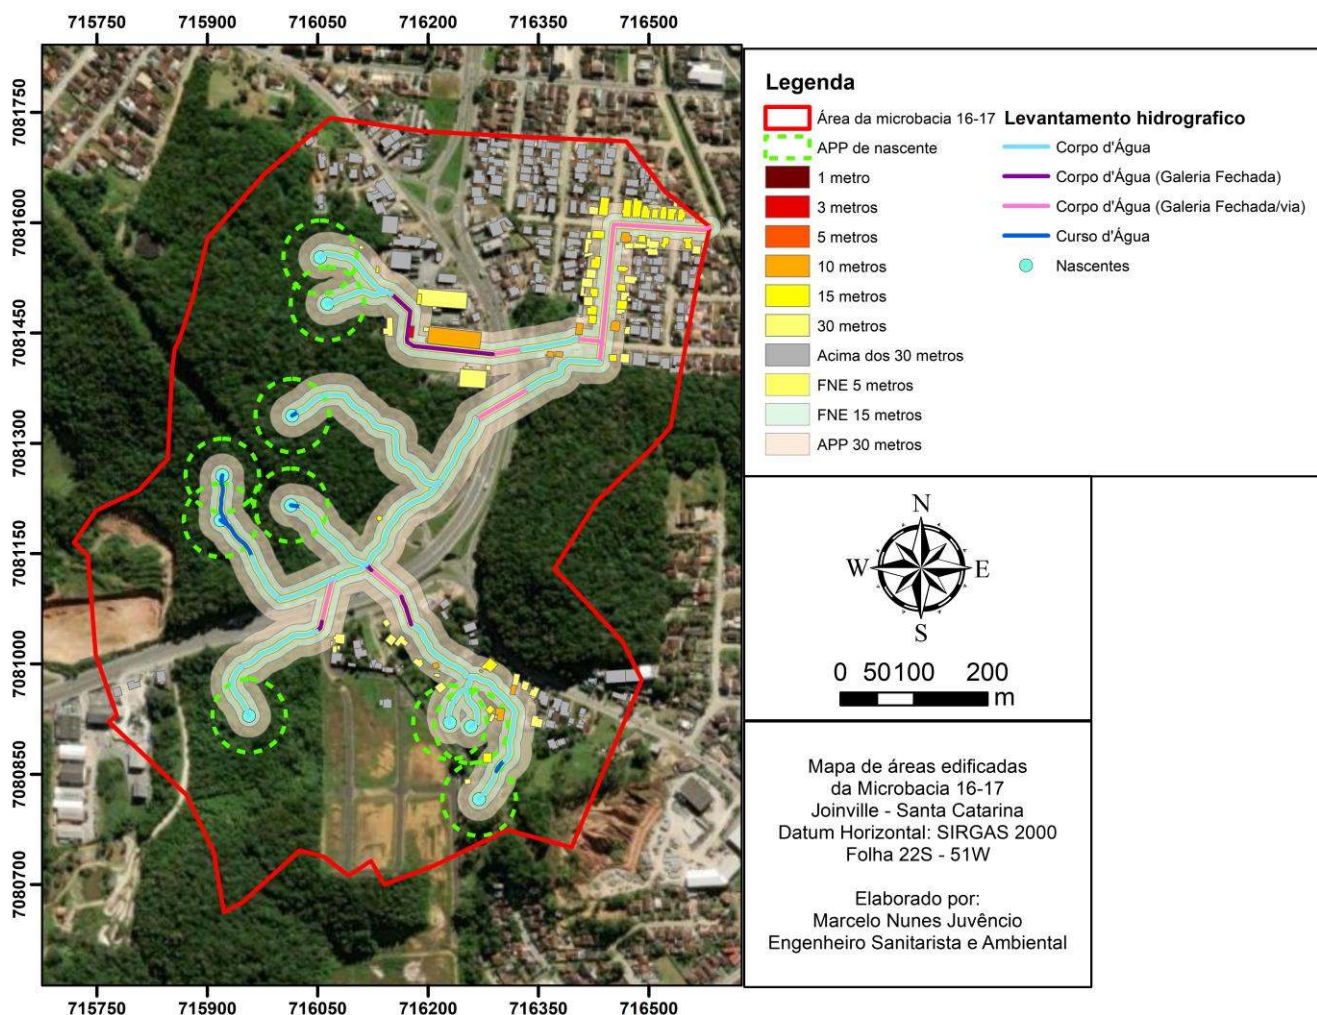 715750 715900 716050 716200 716350 716500
7081750
7081600
7081450
7081300
7081150
7081000
7080850
7080700
715750 715900 716050 716200 716350 716500
Legenda
Área da microbacia 16-17
APP de nascente
1 metro
3 metros
5 metros
10 metros
15 metros
30 metros
Acima dos 30 metros
FNE 5 metros
FNE 15 metros
APP 30 metros
Levantamento hidrografico
Corpo d'Água
Corpo d'Água (Galeria Fechada)
Corpo d'Água (Galeria Fechada/via)
Curso d'Água
Nascentes
N
W E
S
0 50100 200
m
Mapa de áreas edificadas
da Microbacia 16-17
Joinville - Santa Catarina
Datum Horizontal: SIRGAS 2000
Folha 22S - 51W
Elaborado por:
Marcelo Nunes Juvêncio
Engenheiro Sanitarista e Ambiental